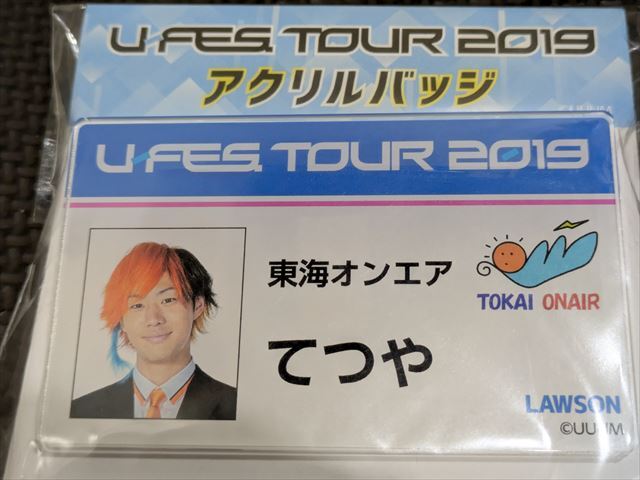 U-FES. TOUR 2019
アクリルバッジ
U-FES. TOUR 2019
東海オンエア
TOKAI ONAIR
てつや
LAWSON
©UUUM